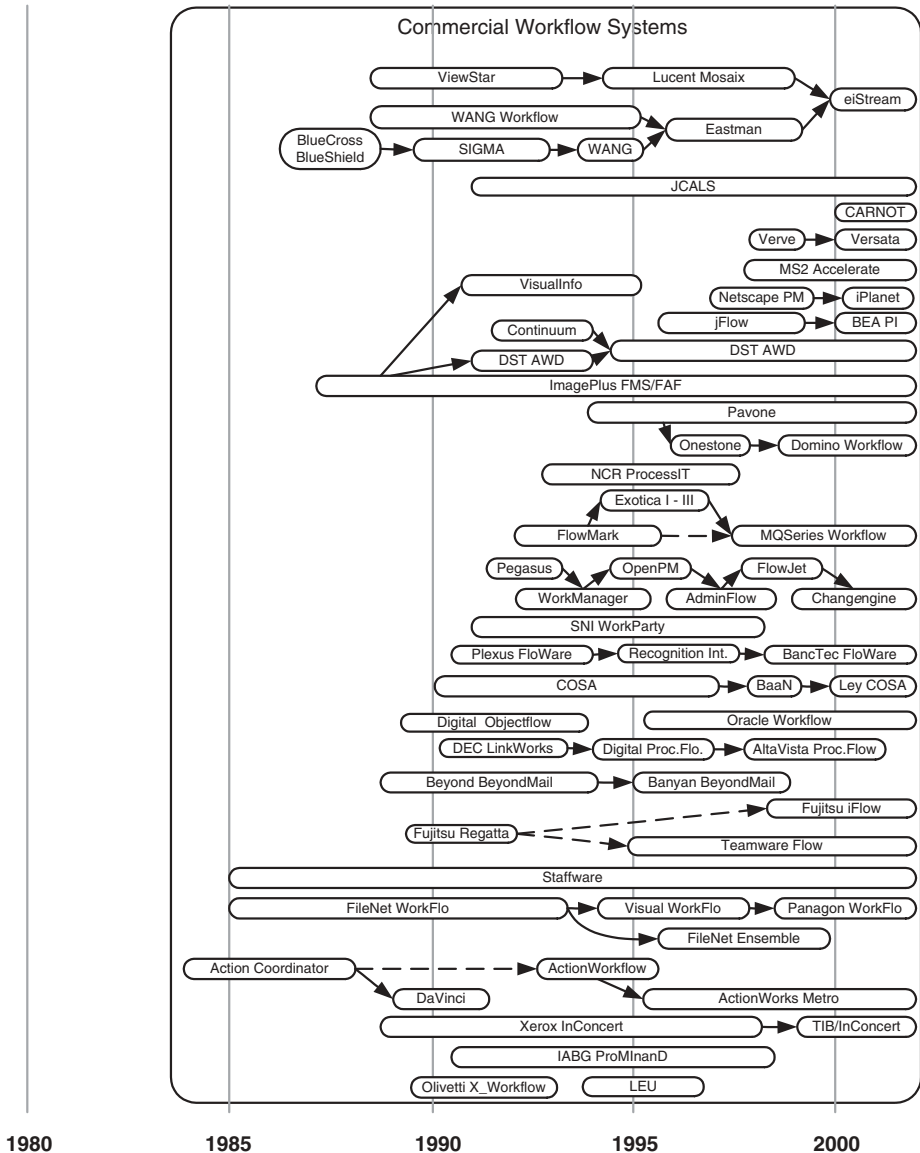 Commercial Workflow Systems
ViewStar
Lucent Mosaix
eiStream
WANG Workflow
Eastman
BlueCross
BlueShield
SIGMA
WANG
JCALS
CARNOT
Verve
Versata
MS2 Accelerate
VisualInfo
Netscape PM
iPlanet
jFlow
BEA PI
Continuum
DST AWD
DST AWD
ImagePlus FMS/FAF
Pavone
Onestone
Domino Workflow
NCR ProcessIT
Exotica I - III
FlowMark
MQSeries Workflow
Pegasus
OpenPM
FlowJet
WorkManager
AdminFlow
Changengine
SNI WorkParty
Plexus FloWare
Recognition Int.
BancTec FloWare
COSA
BaaN
Ley COSA
Digital Objectflow
Oracle Workflow
DEC LinkWorks
Digital Proc.Flo.
AltaVista Proc.Flow
Beyond BeyondMail
Banyan BeyondMail
Fujitsu iFlow
Fujitsu Regatta
Teamware Flow
Staffware
FileNet WorkFlo
Visual WorkFlo
Panagon WorkFlo
FileNet Ensemble
Action Coordinator
ActionWorkflow
DaVinci
ActionWorks Metro
Xerox InConcert
TIB/InConcert
IABG ProMInanD
Olivetti X_Workflow
LEU
1980 1985 1990 1995 2000